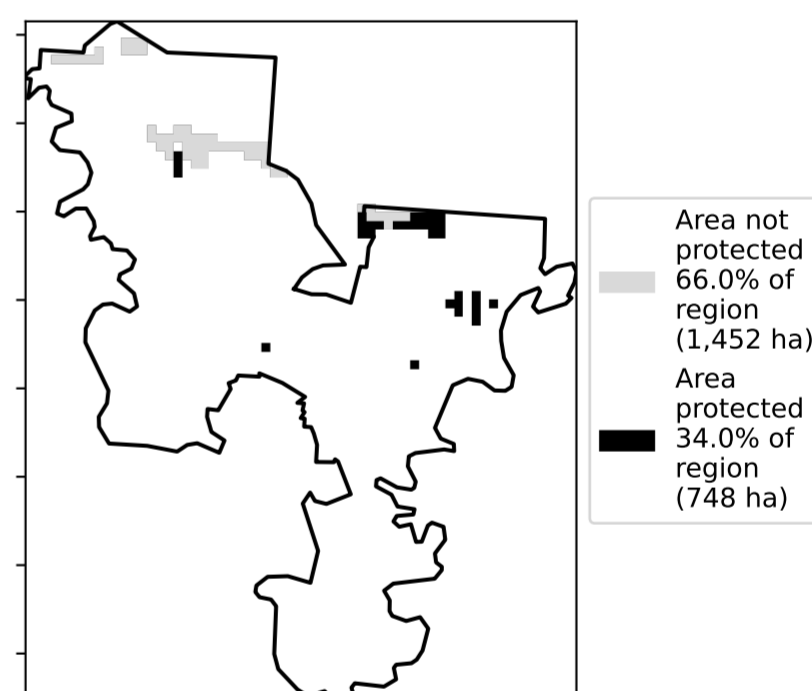 Area not
protected
66.0% of
region
(1,452 ha)
Area
protected
34.0% of
region
(748 ha)